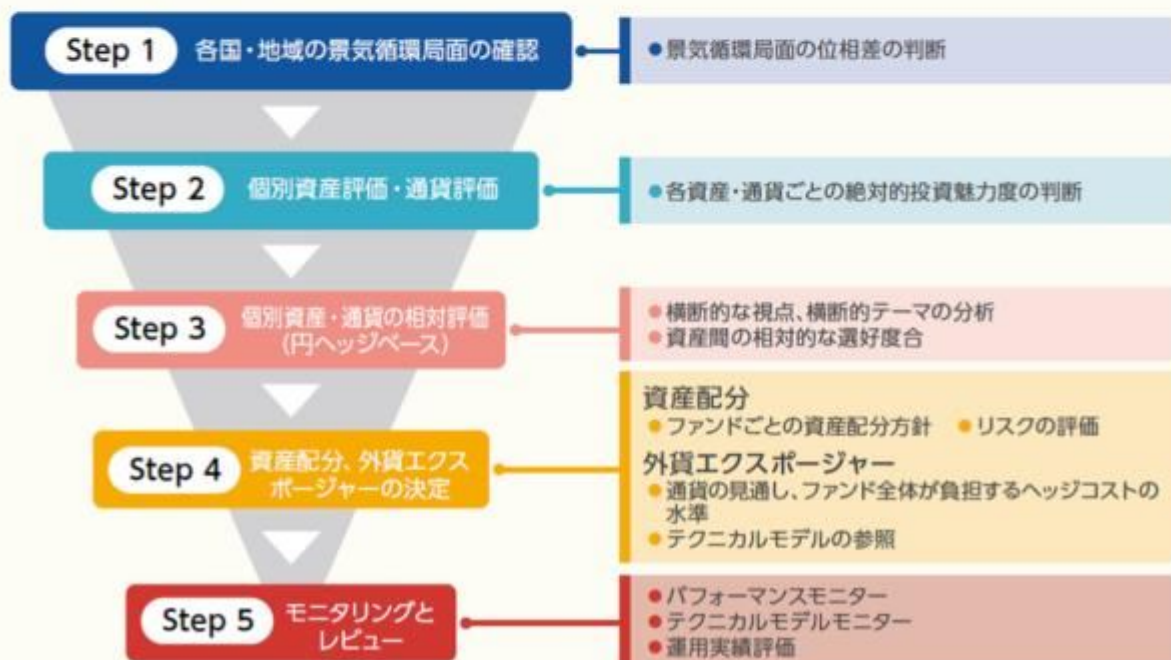 Step 1 各国・地域の景気循環局面の確認
●景気循環局面の位相差の判断
Step 2 個別資産評価・通貨評価
●各資産・通貨ごとの絶対的投資魅力度の判断
Step 3 個別資産・通貨の相対評価
(円ヘッジベース)
●横断的な視点、横断的テーマの分析
●資産間の相対的な選好度合
Step 4 資産配分、外貨エクス
ポージャーの決定
資産配分
●ファンドごとの資産配分方針 ●リスクの評価
外貨エクスポージャー
●通貨の見通し、ファンド全体が負担するヘッジコストの
水準
●テクニカルモデルの参照
Step 5 モニタリングと
レビュー
●パフォーマンスモニター
●テクニカルモデルモニター
●運用実績評価